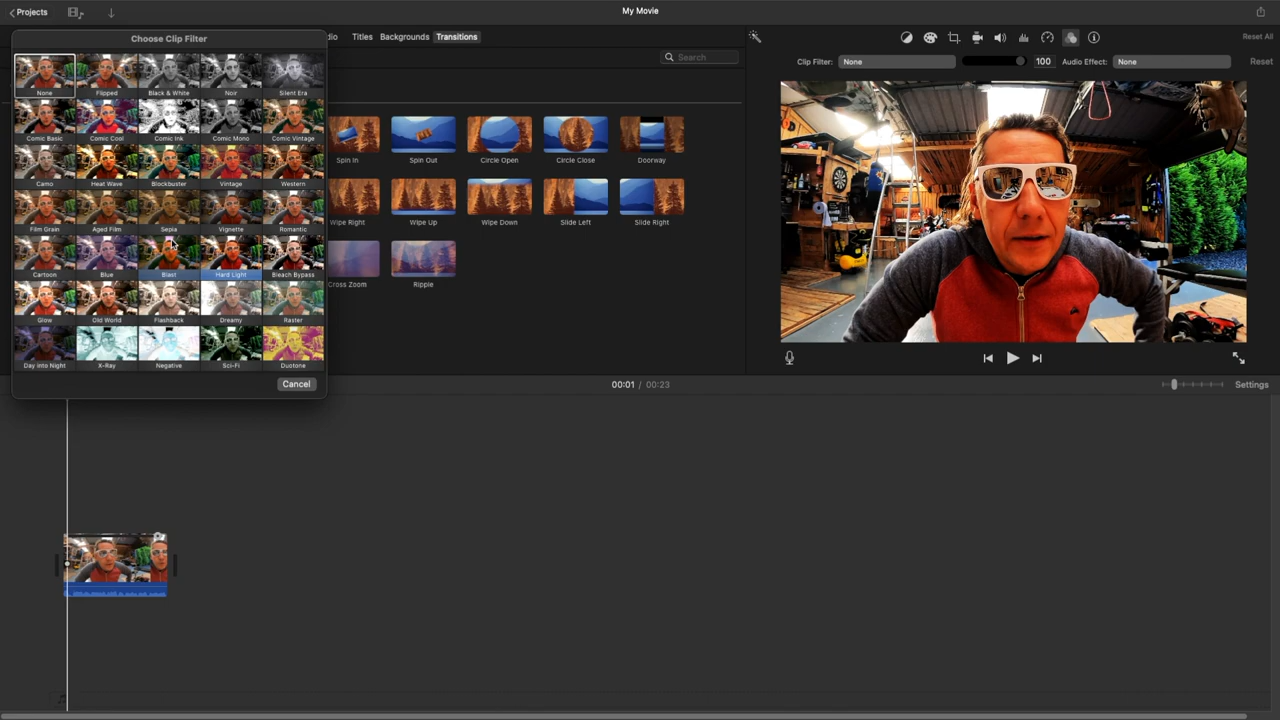 Projects
My Movie
Choose Clip Filter
dio
Titles
Backgrounds
Transitions
Reset All
Search
Clip Filter:
None
100
Audio Effect:
None
Reset
None
Flipped
Black & White
Noir
Silent Era
Comic Basic
Comic Cool
Comic Ink
Comic Mono
Comic Vintage
Camo
Heat Wave
Blockbuster
Vintage
Western
Film Grain
Aged Film
Sepia
Vignette
Romantic
Cartoon
Blue
Blast
Hard Light
Bleach Bypass
Glow
Old World
Flashback
Dreamy
Raster
Day into Night
X-Ray
Negative
Sci-Fi
Duotone
Cancel
Spin In
Spin Out
Circle Open
Circle Close
Doorway
Wipe Right
Wipe Up
Wipe Down
Slide Left
Slide Right
Cross Zoom
Ripple
00:01 / 00:23
Settings